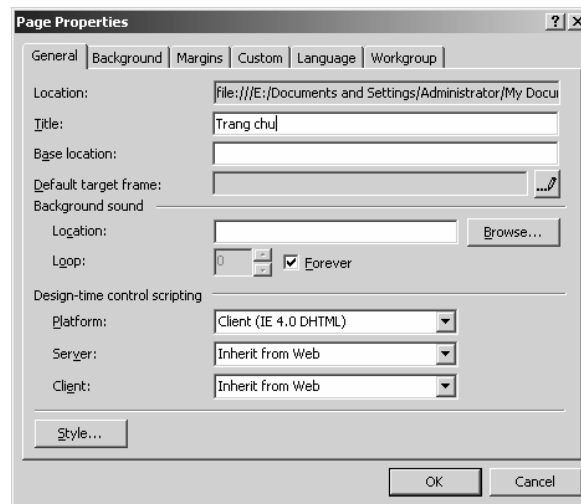 Page Properties ? x
General Background Margins Custom Language Workgroup
Location: file:///E:/Documents and Settings/Administrator/My Docu
Title: Trang chu
Base location:
Default target frame: ...
Background sound
Location: Browse...
Loop: 0 Forever
Design-time control scripting
Platform: Client (IE 4.0 DHTML)
Server: Inherit from Web
Client: Inherit from Web
Style...
OK Cancel